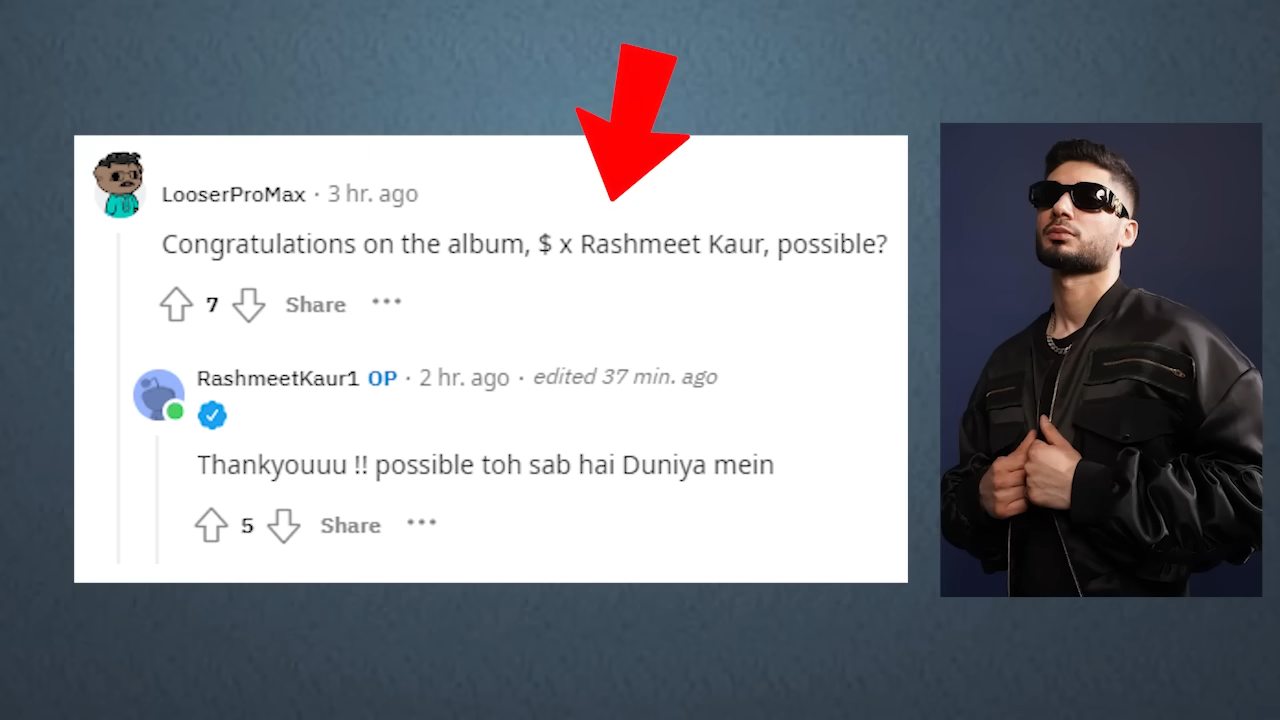 LooserProMax · 3 hr. ago
Congratulations on the album, $ x Rashmeet Kaur, possible?
7 Share •••
RashmeetKaur1 OP · 2 hr. ago · edited 37 min. ago
Thankyouuu !! possible toh sab hai Duniya mein
5 Share •••